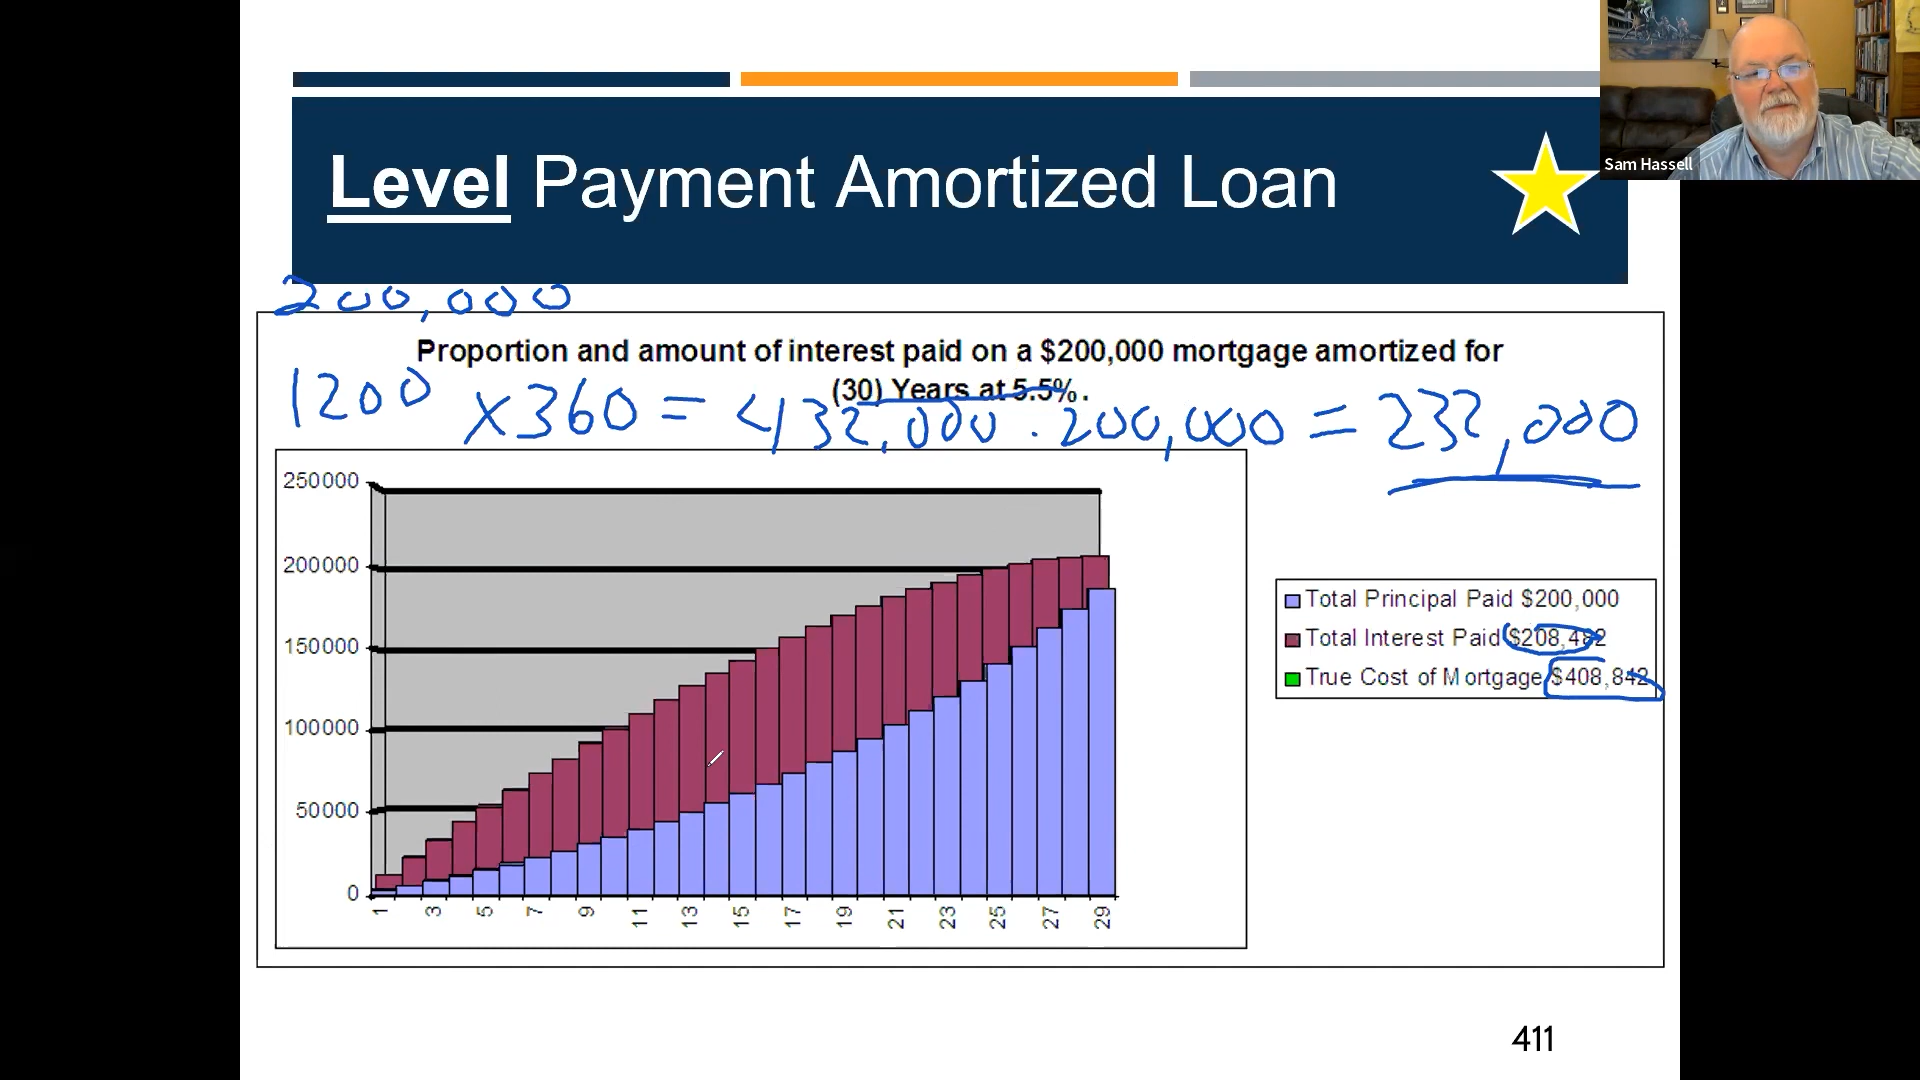 Sam Hassell
Level Payment Amortized Loan
200,000
Proportion and amount of interest paid on a $200,000 mortgage amortized for
(30) Years at 5.5%.
1200 x360 = 432,000 - 200,000 = 232,000
250000
200000
150000
100000
50000
0
1 3 5 7 9 11 13 15 17 19 21 23 25 27 29
Total Principal Paid $200,000
Total Interest Paid $208,482
True Cost of Mortgage $408,842
411